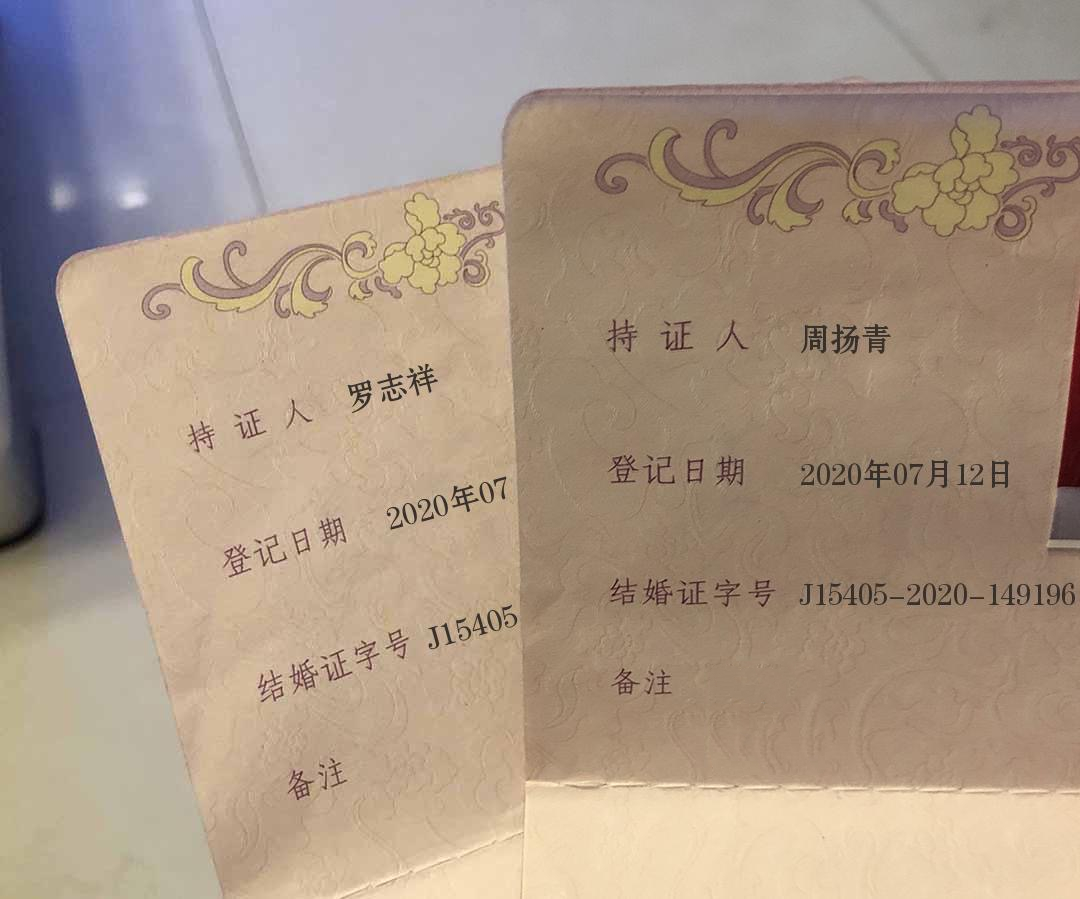 持证人 罗志祥
登记日期 2020年07
结婚证字号 J15405
备注
持证人 周扬青
登记日期 2020年07月12日
结婚证字号 J15405-2020-149196
备注